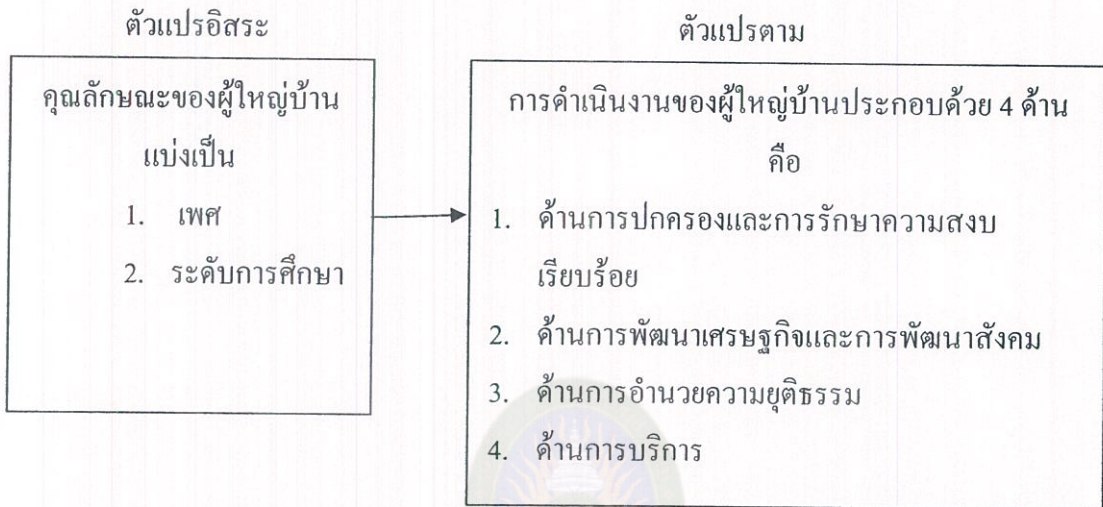 ตัวแปรอิสระ
คุณลักษณะของผู้ใหญ่บ้าน
แบ่งเป็น
1. เพศ
2. ระดับการศึกษา
ตัวแปรตาม
การดำเนินงานของผู้ใหญ่บ้านประกอบด้วย 4 ด้าน
คือ
1. ด้านการปกครองและการรักษาความสงบ
เรียบร้อย
2. ด้านการพัฒนาเศรษฐกิจและการพัฒนาสังคม
3. ด้านการอำนวยความยุติธรรม
4. ด้านการบริการ